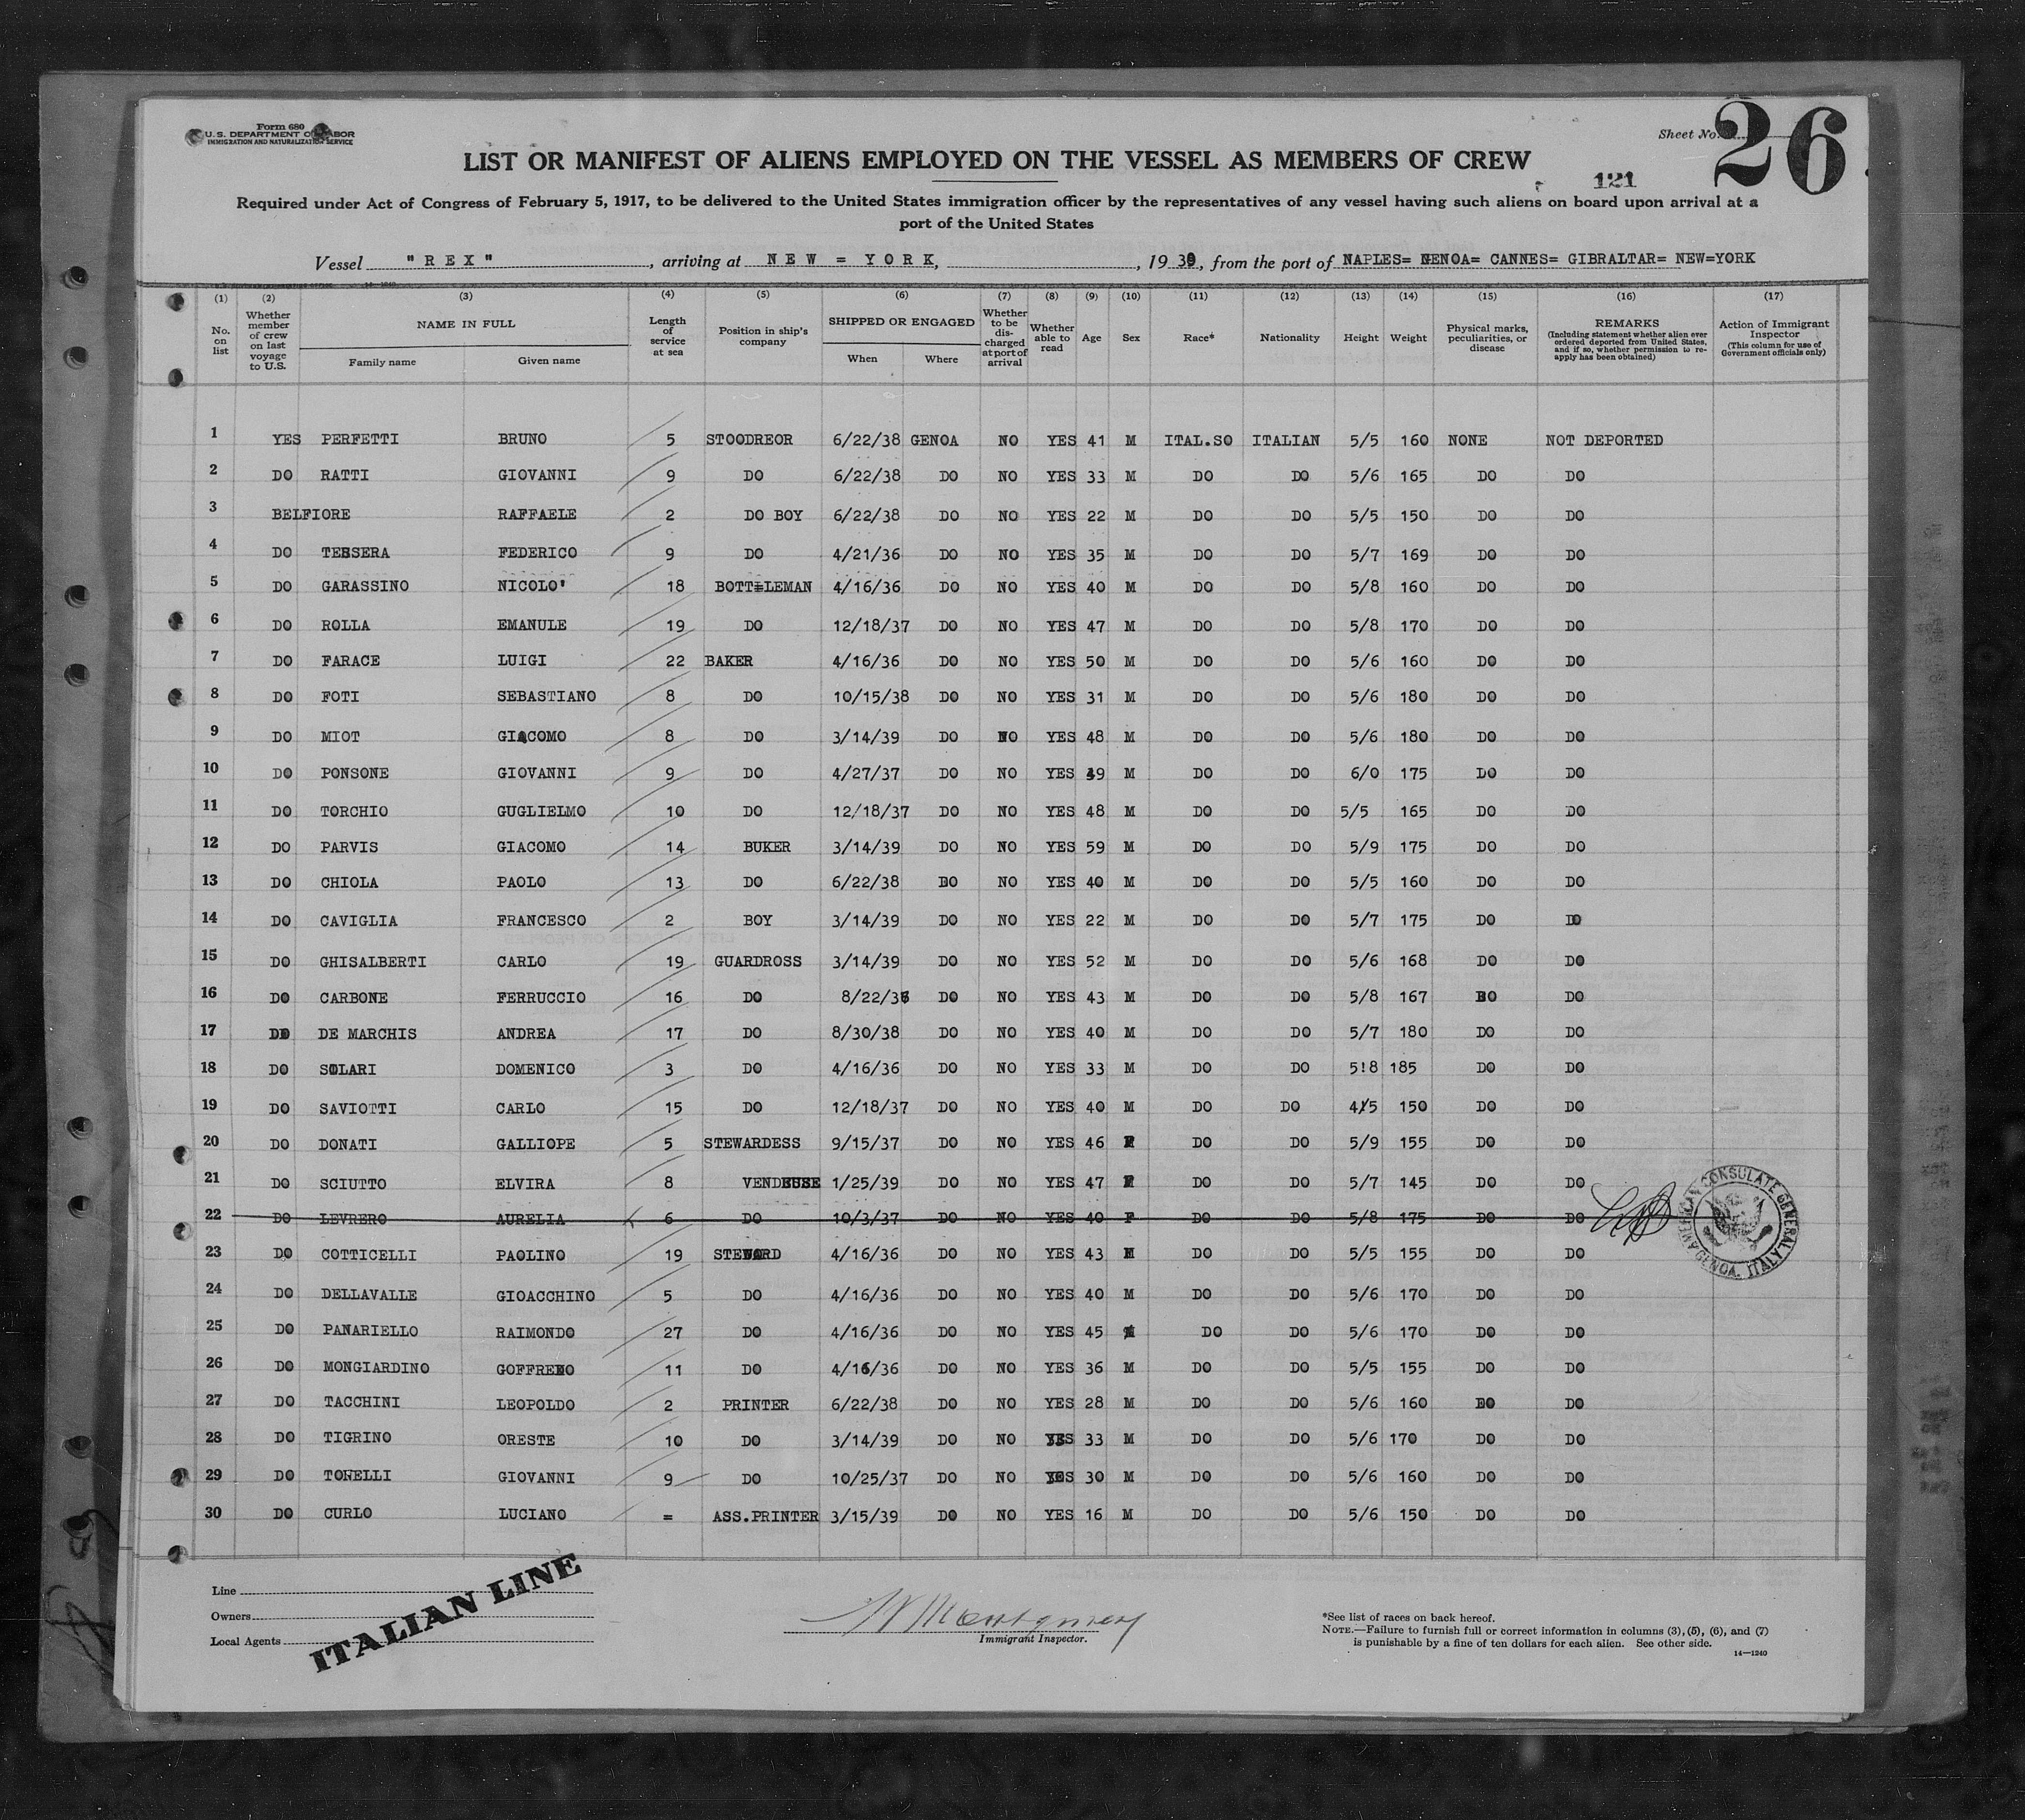 Form 680
U.S. DEPARTMENT OF LABOR
IMMIGRATION AND NATURALIZATION SERVICE
Sheet No. 26
LIST OR MANIFEST OF ALIENS EMPLOYED ON THE VESSEL AS MEMBERS OF CREW
121
Required under Act of Congress of February 5, 1917, to be delivered to the United States immigration officer by the representatives of any vessel having such aliens on board upon arrival at a
port of the United States
Vessel "REX", arriving at NEW = YORK, , 1939, from the port of NAPLES= GENOA= CANNES= GIBRALTAR= NEW=YORK
(1) (2) (3) (4) (5) (6) (7) (8) (9) (10) (11) (12) (13) (14) (15) (16) (17)
No. on list Whether member of crew on last voyage to U.S. NAME IN FULL Family name Given name Length of service at sea Position in ship's company SHIPPED OR ENGAGED When Where Whether to be discharged at port of arrival Whether able to read Age Sex Race* Nationality Height Weight Physical marks, peculiarities, or disease REMARKS (Including statement whether alien ever ordered deported from United States, and if so, whether permission to re-apply has been obtained) Action of Immigrant Inspector (This column for use of Government officials only)
1 YES PERFETTI BRUNO 5 STOODREOR 6/22/38 GENOA NO YES 41 M ITAL.SO ITALIAN 5/5 160 NONE NOT DEPORTED
2 DO RATTI GIOVANNI 9 DO 6/22/38 DO NO YES 33 M DO DO 5/6 165 DO DO
3 BELFIORE RAFFAELE 2 DO BOY 6/22/38 DO NO YES 22 M DO DO 5/5 150 DO DO
4 DO TESSERA FEDERICO 9 DO 4/21/36 DO NO YES 35 M DO DO 5/7 169 DO DO
5 DO GARASSINO NICOLO' 18 BOTTLEMAN 4/16/36 DO NO YES 40 M DO DO 5/8 160 DO DO
6 DO ROLLA EMANULE 19 DO 12/18/37 DO NO YES 47 M DO DO 5/8 170 DO DO
7 DO FARACE LUIGI 22 BAKER 4/16/36 DO NO YES 50 M DO DO 5/6 160 DO DO
8 DO FOTI SEBASTIANO 8 DO 10/15/38 DO NO YES 31 M DO DO 5/6 180 DO DO
9 DO MIOT GIACOMO 8 DO 3/14/39 DO NO YES 48 M DO DO 5/6 180 DO DO
10 DO PONSONE GIOVANNI 9 DO 4/27/37 DO NO YES M DO DO 6/0 175 DO DO
11 DO TORCHIO GUGLIELMO 10 DO 12/18/37 DO NO YES 48 M DO DO 5/5 165 DO DO
12 DO PARVIS GIACOMO 14 BUKER 3/14/39 DO NO YES 59 M DO DO 5/9 175 DO DO
13 DO CHIOLA PAOLO 13 DO 6/22/38 DO NO YES 40 M DO DO 5/5 160 DO DO
14 DO CAVIGLIA FRANCESCO 2 BOY 3/14/39 DO NO YES 22 M DO DO 5/7 175 DO DO
15 DO GHISALBERTI CARLO 19 GUARDROSS 3/14/39 DO NO YES 52 M DO DO 5/6 168 DO DO
16 DO CARBONE FERRUCCIO 16 DO DO NO YES 43 M DO DO 5/8 167 DO DO
17 DO DE MARCHIS ANDREA 17 DO 8/30/38 DO NO YES 40 M DO DO 5/7 180 DO DO
18 DO SOLARI DOMENICO 3 DO 4/16/36 DO NO YES 33 M DO DO 5!8 185 DO DO
19 DO SAVIOTTI CARLO 15 DO 12/18/37 DO NO YES 40 M DO DO 4/5 150 DO DO
20 DO DONATI GALLIOPE 5 STEWARDESS 9/15/37 DO NO YES 46 F DO DO 5/9 155 DO DO
21 DO SCIUTTO ELVIRA 8 VENDEUSE 1/25/39 DO NO YES 47 F DO DO 5/7 145 DO DO
22 DO LEVRERO AURELIA 6 DO 10/3/37 DO NO YES 40 F DO DO 5/8 175 DO DO
23 DO COTTICELLI PAOLINO 19 STEWARD 4/16/36 DO NO YES 43 M DO DO 5/5 155 DO DO
24 DO DELLAVALLE GIOACCHINO 5 DO 4/16/36 DO NO YES 40 M DO DO 5/6 170 DO DO
25 DO PANARIELLO RAIMONDO 27 DO 4/16/36 DO NO YES 45 M DO DO 5/6 170 DO DO
26 DO MONGIARDINO GOFFREDO 11 DO 4/16/36 DO NO YES 36 M DO DO 5/5 155 DO DO
27 DO TACCHINI LEOPOLDO 2 PRINTER 6/22/38 DO NO YES 28 M DO DO 5/6 160 DO DO
28 DO TIGRINO ORESTE 10 DO 3/14/39 DO NO YES 33 M DO DO 5/6 170 DO DO
29 DO TORELLI GIOVANNI 9 DO 10/25/37 DO NO YES 30 M DO DO 5/6 160 DO DO
30 DO CURLO LUCIANO = ASS.PRINTER 3/15/39 DO NO YES 16 M DO DO 5/6 150 DO DO
AMERICAN CONSULATE GENERAL GENOA, ITALY
Line
Owners
Local Agents
ITALIAN LINE
Montgomery
Immigrant Inspector.
*See list of races on back hereof.
NOTE.—Failure to furnish full or correct information in columns (3), (5), (6), and (7)
is punishable by a fine of ten dollars for each alien. See other side.
14—1240